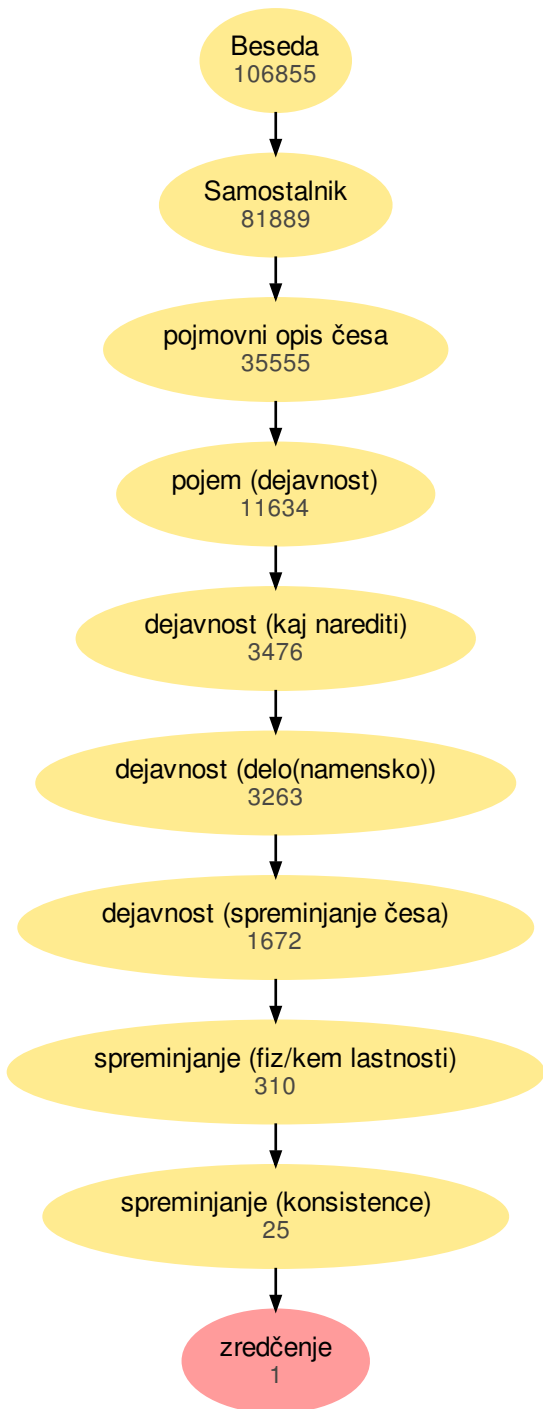 Beseda
106855
Samostalnik
81889
pojmovni opis česa
35555
pojem (dejavnost)
11634
dejavnost (kaj narediti)
3476
dejavnost (delo(namensko))
3263
dejavnost (spreminjanje česa)
1672
spreminjanje (fiz/kem lastnosti)
310
spreminjanje (konsistence)
25
zredčenje
1